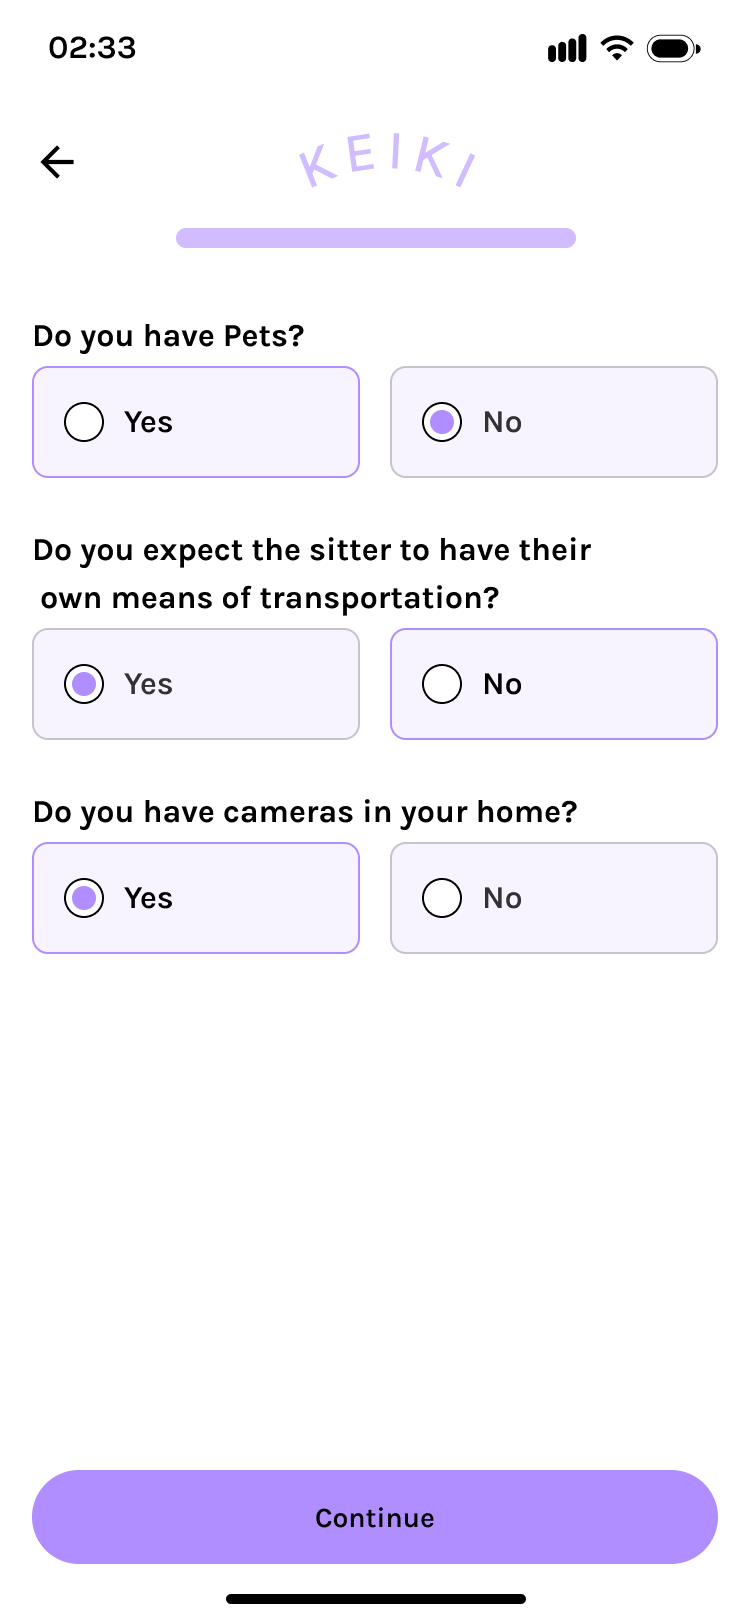 02:33
KEIKI
Do you have Pets?
Yes
No
Do you expect the sitter to have their
own means of transportation?
Yes
No
Do you have cameras in your home?
Yes
No
Continue